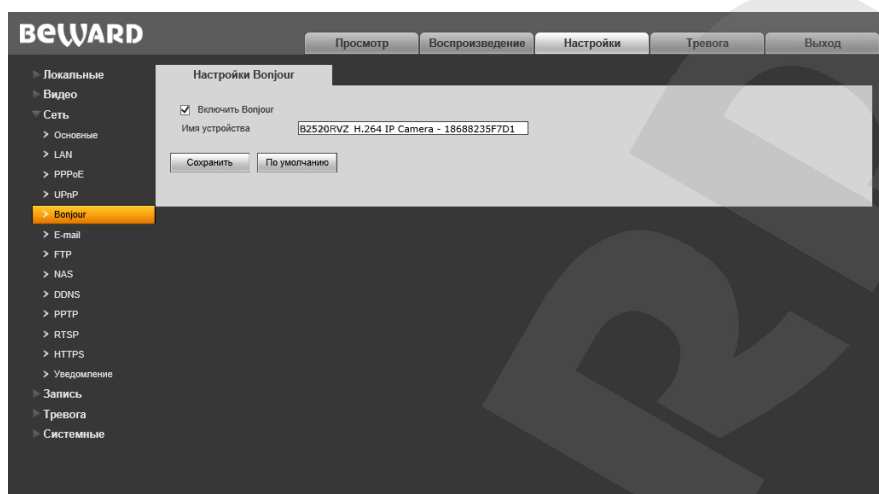 BEWARD
Просмотр
Воспроизведение
Настройки
Тревога
Выход
Локальные
Видео
Сеть
Основные
LAN
PPPoE
UPnP
Bonjour
E-mail
FTP
NAS
DDNS
PPTP
RTSP
HTTPS
Уведомление
Запись
Тревога
Системные
Настройки Bonjour
Включить Bonjour
Имя устройства B2520RVZ H.264 IP Camera - 18688235F7D1
Сохранить По умолчанию